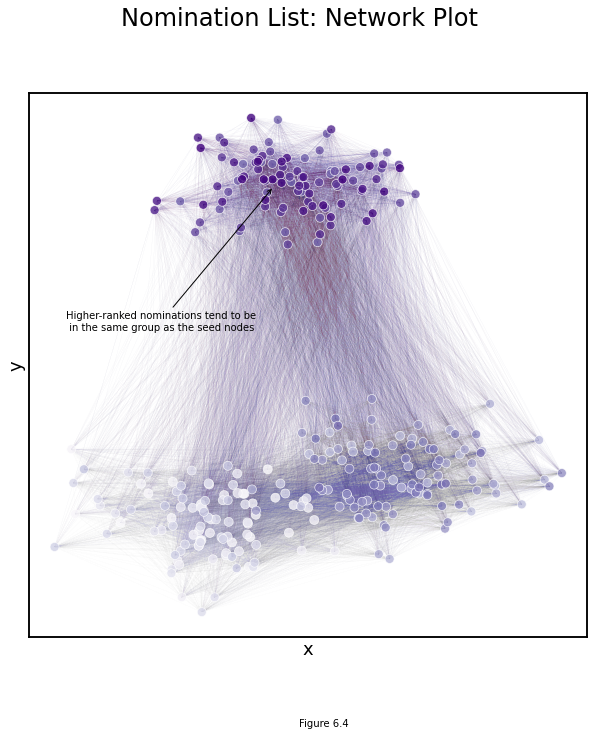 Nomination List: Network Plot
Higher-ranked nominations tend to be
in the same group as the seed nodes
y
x
Figure 6.4